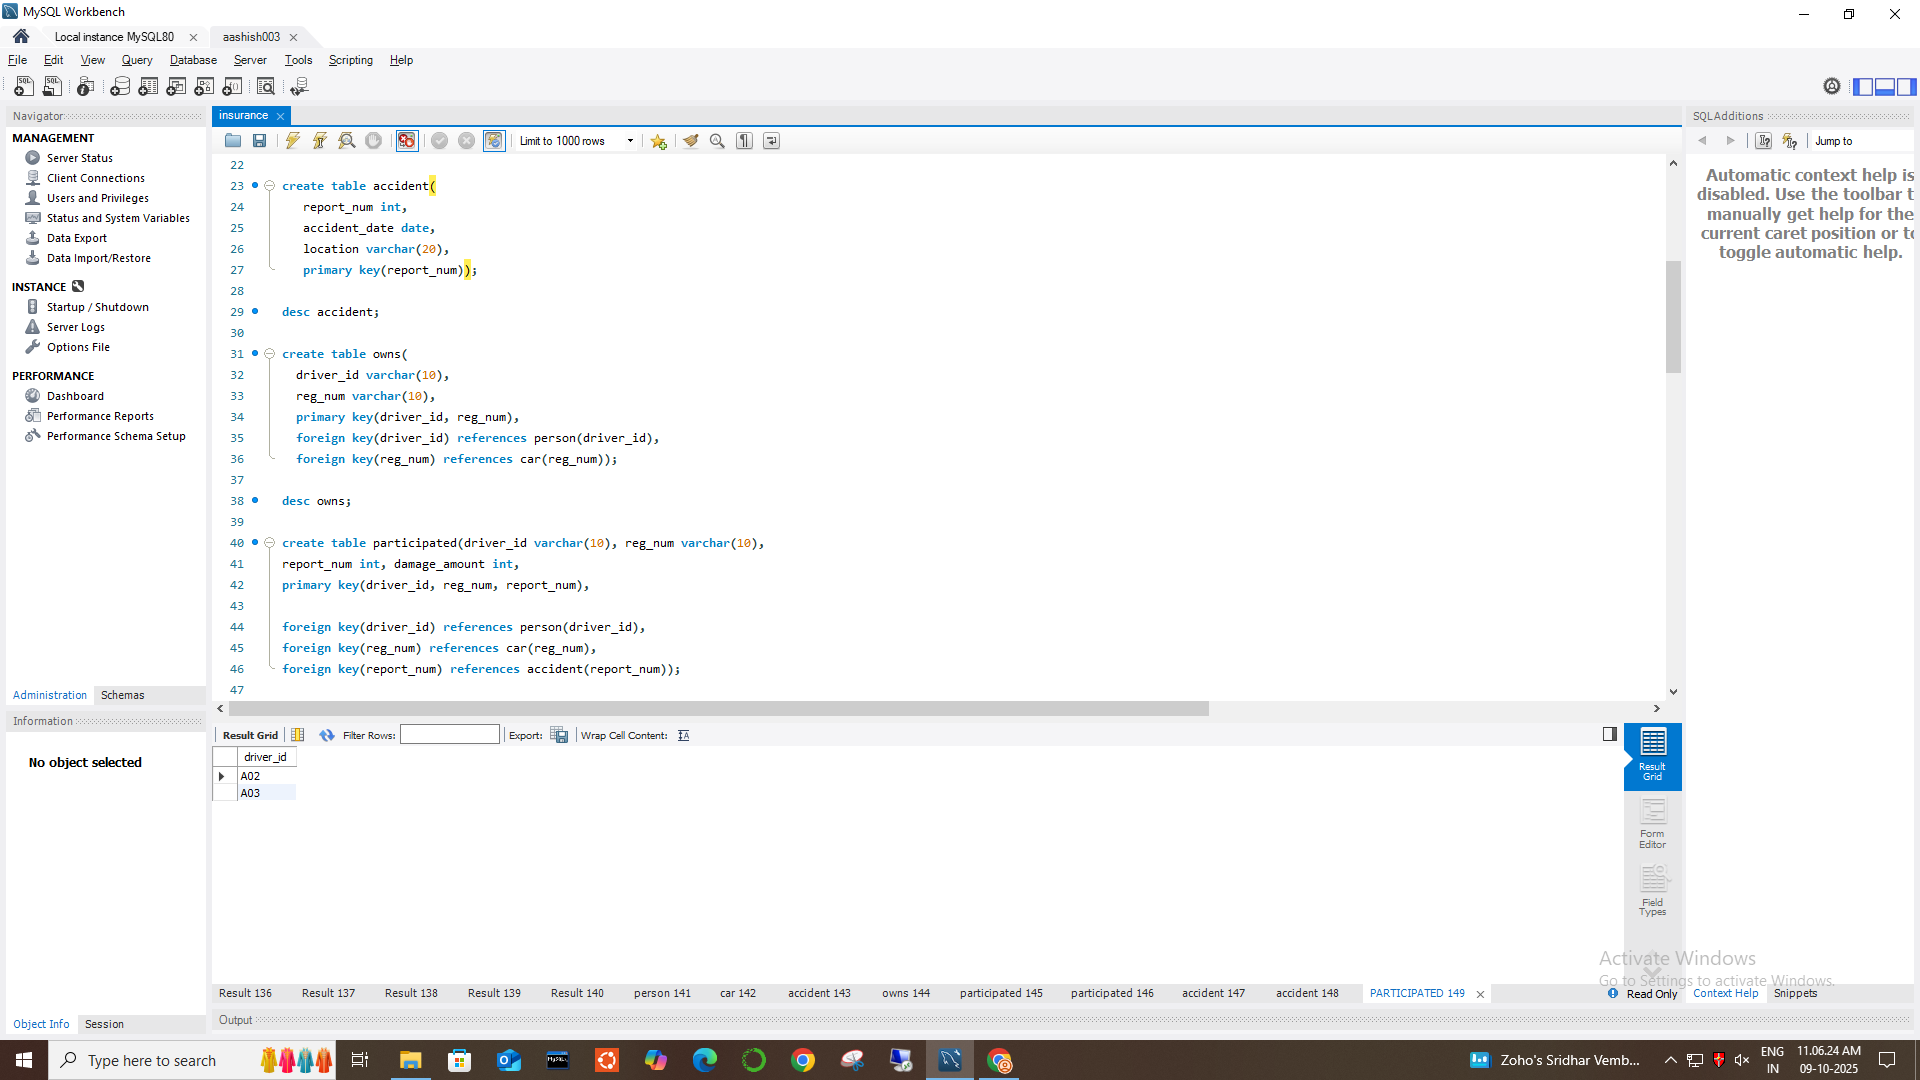 MySQL Workbench
Local instance MySQL80
aashish003
File Edit View Query Database Server Tools Scripting Help
Navigator
MANAGEMENT
Server Status
Client Connections
Users and Privileges
Status and System Variables
Data Export
Data Import/Restore
INSTANCE
Startup / Shutdown
Server Logs
Options File
PERFORMANCE
Dashboard
Performance Reports
Performance Schema Setup
Administration Schemas
Information
No object selected
Object Info Session
insurance
Limit to 1000 rows
22
23 create table accident(
24 report_num int,
25 accident_date date,
26 location varchar(20),
27 primary key(report_num));
28
29 desc accident;
30
31 create table owns(
32 driver_id varchar(10),
33 reg_num varchar(10),
34 primary key(driver_id, reg_num),
35 foreign key(driver_id) references person(driver_id),
36 foreign key(reg_num) references car(reg_num));
37
38 desc owns;
39
40 create table participated(driver_id varchar(10), reg_num varchar(10),
41 report_num int, damage_amount int,
42 primary key(driver_id, reg_num, report_num),
43
44 foreign key(driver_id) references person(driver_id),
45 foreign key(reg_num) references car(reg_num),
46 foreign key(report_num) references accident(report_num));
47
Result Grid Filter Rows: Export: Wrap Cell Content:
driver_id
A02
A03
Result Grid
Form Editor
Field Types
Result 136 Result 137 Result 138 Result 139 Result 140 person 141 car 142 accident 143 owns 144 participated 145 participated 146 accident 147 accident 148 PARTICIPATED 149
Read Only
Output
SQLAdditions
Jump to
Automatic context help is
disabled. Use the toolbar t
manually get help for the
current caret position or to
toggle automatic help.
Context Help Snippets
Activate Windows
Go to Settings to activate Windows.
Type here to search
Zoho's Sridhar Vemb...
ENG
IN
11.06.24 AM
09-10-2025